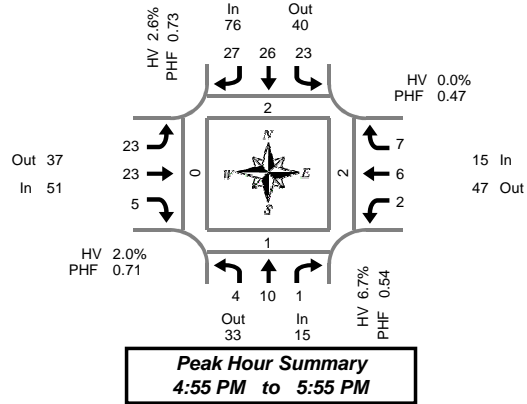 In Out
76 40
HV 2.6%
PHF 0.73
27 26 23
HV 0.0%
PHF 0.47
2
23 7
Out 37 23 0 N W E S 2 6 15 In
In 51 5 2 47 Out
1
HV 2.0%
PHF 0.71
4 10 1
HV 6.7%
PHF 0.54
Out In
33 15
Peak Hour Summary
4:55 PM to 5:55 PM